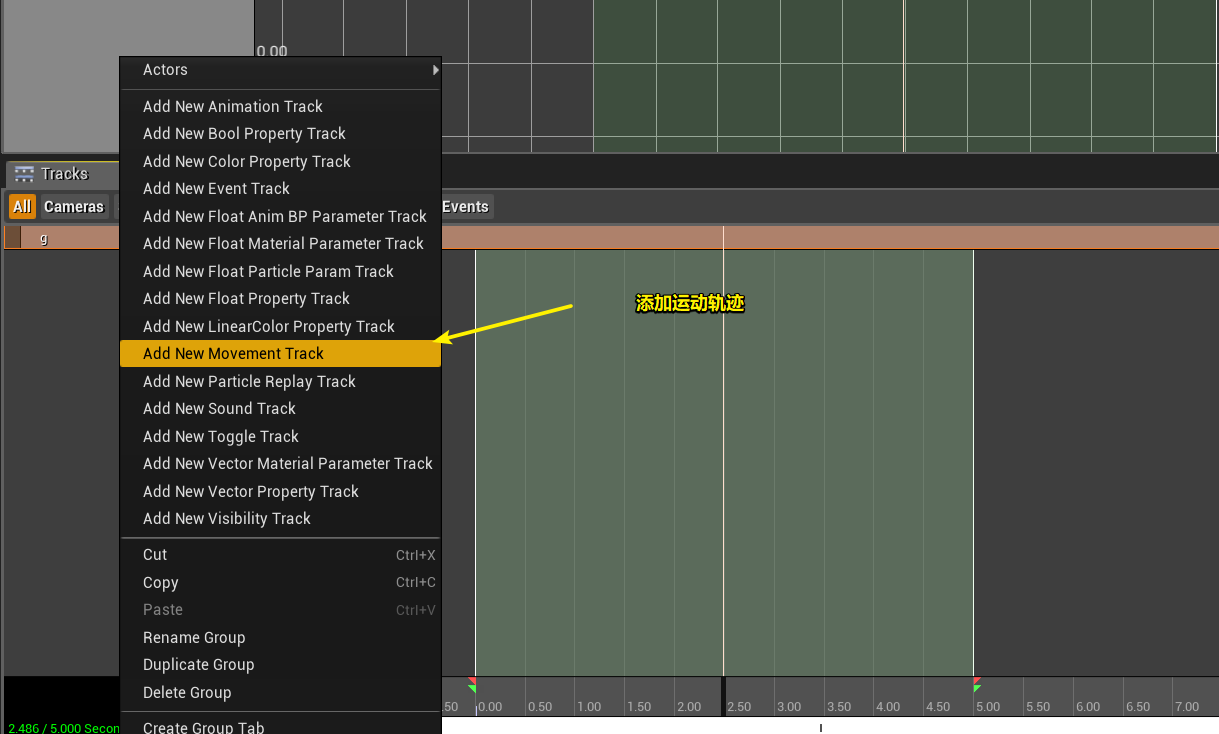 0.00
Actors
Add New Animation Track
Add New Bool Property Track
Add New Color Property Track
Tracks
Add New Event Track
All Cameras Events
Add New Float Anim BP Parameter Track
g
Add New Float Material Parameter Track
Add New Float Particle Param Track
Add New Float Property Track
添加运动轨迹
Add New LinearColor Property Track
Add New Movement Track
Add New Particle Replay Track
Add New Sound Track
Add New Toggle Track
Add New Vector Material Parameter Track
Add New Vector Property Track
Add New Visibility Track
Cut Ctrl+X
Copy Ctrl+C
Paste Ctrl+V
Rename Group
Duplicate Group
Delete Group
.50 0.00 0.50 1.00 1.50 2.00 2.50 3.00 3.50 4.00 4.50 5.00 5.50 6.00 6.50 7.00
2.486 / 5.000 Secon
Create Group Tab